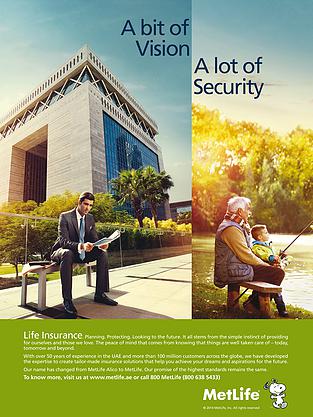 A bit of
Vision
A lot of
Security
Life Insurance. Planning. Protecting. Looking to the future. It all stems from the simple instinct of providing
for ourselves and those we love. The peace of mind that comes from knowing that things are well taken care of – today,
tomorrow and beyond.
With over 50 years of experience in the UAE and more than 100 million customers across the globe, we have developed
the expertise to create tailor-made insurance solutions that help you achieve your dreams and aspirations for the future.
Our name has changed from MetLife Alico to MetLife. Our promise of the highest standards remains the same.
To know more, visit us at www.metlife.ae or call 800 MetLife (800 638 5433)
MetLife